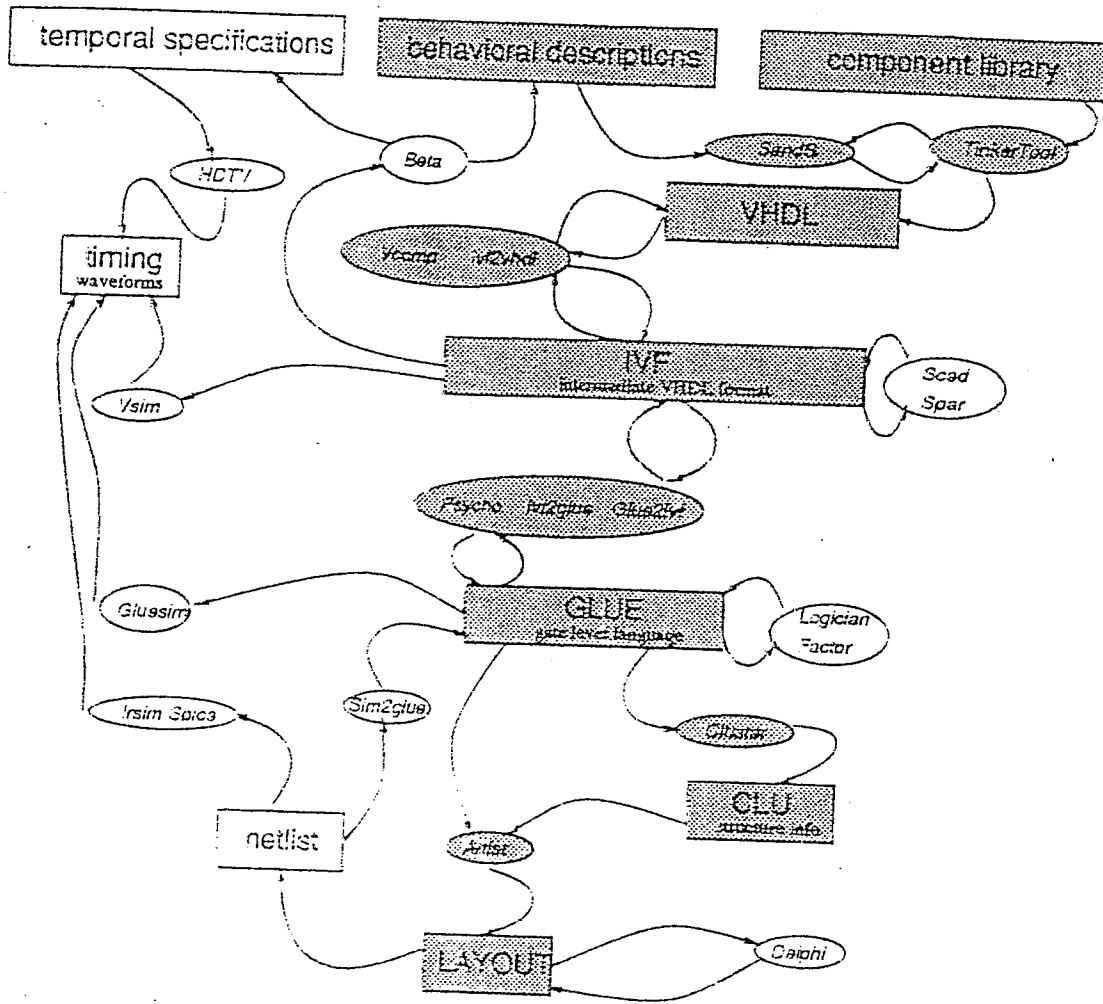 temporal specifications
behavioral descriptions
component library
Beta
SandS
TinkerTool
HDTV
VHDL
timing
waveforms
Vcomp ivf2vhdl
IVF
intermediate VHDL format
Scad
Spar
Vsim
Psycho Ivf2glue Glue2ivf
Gluesim
GLUE
gate level language
Logician
Factor
Irsim Spice
Sim2glue
CLU
structure info
netlist
Artist
LAYOUT
Delphi